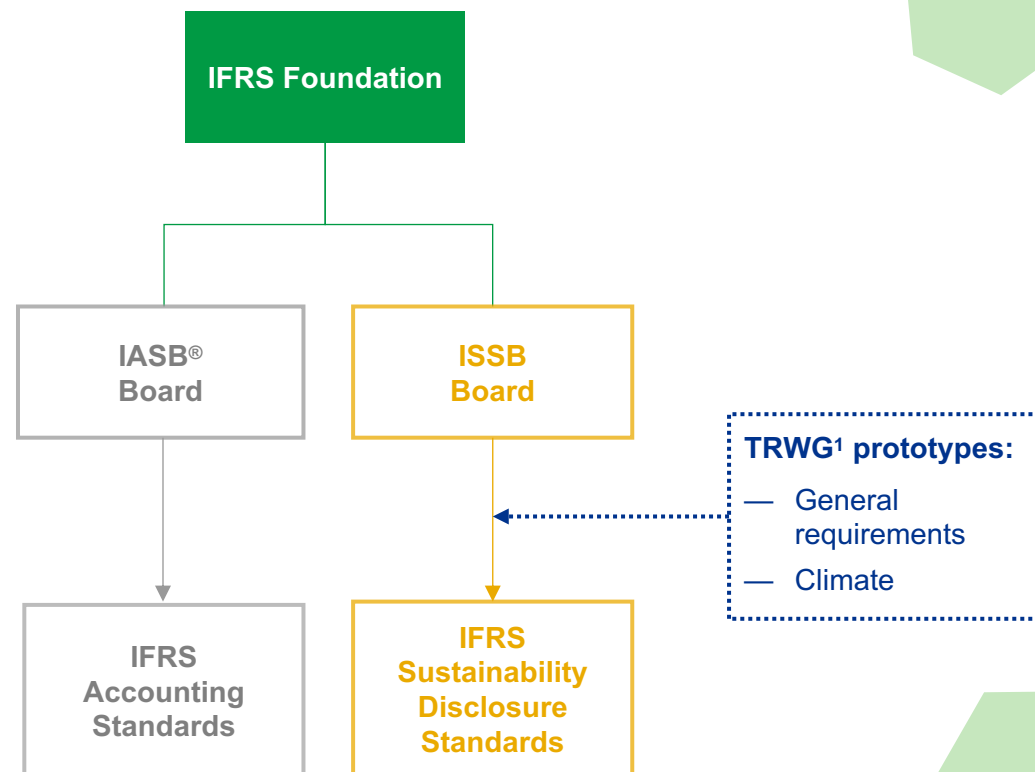 IFRS Foundation
IASB®
Board
ISSB
Board
TRWG¹ prototypes:
— General
requirements
— Climate
IFRS
Accounting
Standards
IFRS
Sustainability
Disclosure
Standards